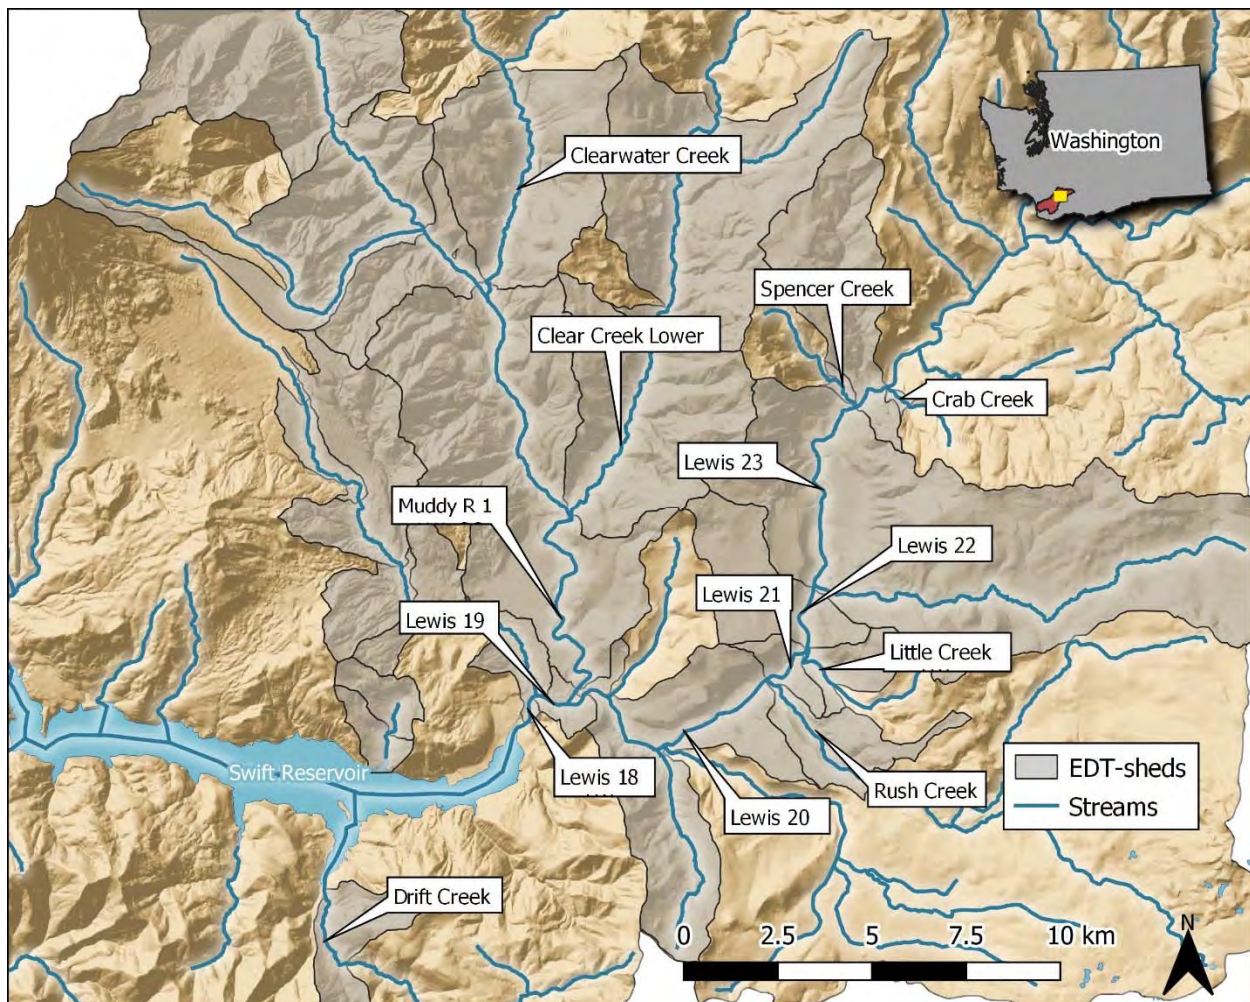 Clearwater Creek
Washington
Spencer Creek
Clear Creek Lower
Crab Creek
Lewis 23
Muddy R 1
Lewis 22
Lewis 21
Lewis 19
Little Creek
Swift Reservoir
Lewis 18
Rush Creek
Lewis 20
EDT-sheds
Streams
Drift Creek
0 2.5 5 7.5 10 km
N